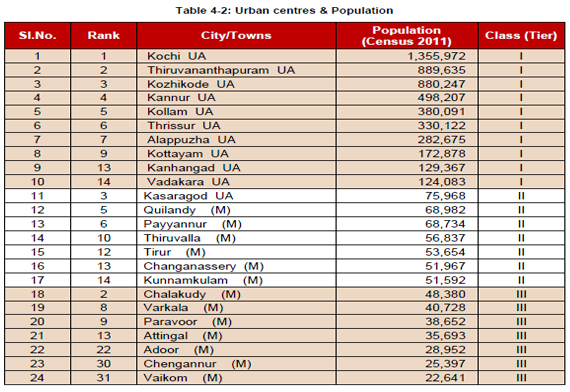 Table 4-2: Urban centres & Population
Sl.No. Rank City/Towns Population (Census 2011) Class (Tier)
1 1 Kochi UA 1,355,972 I
2 2 Thiruvananthapuram UA 889,635 I
3 3 Kozhikode UA 880,247 I
4 4 Kannur UA 498,207 I
5 5 Kollam UA 380,091 I
6 6 Thrissur UA 330,122 I
7 7 Alappuzha UA 282,675 I
8 9 Kottayam UA 172,878 I
9 13 Kanhangad UA 129,367 I
10 14 Vadakara UA 124,083 I
11 3 Kasaragod UA 75,968 II
12 5 Quilandy (M) 68,982 II
13 6 Payyannur (M) 68,734 II
14 10 Thiruvalla (M) 56,837 II
15 12 Tirur (M) 53,654 II
16 13 Changanassery (M) 51,967 II
17 14 Kunnamkulam (M) 51,592 II
18 2 Chalakudy (M) 48,380 III
19 8 Varkala (M) 40,728 III
20 9 Paravoor (M) 38,652 III
21 13 Attingal (M) 35,693 III
22 22 Adoor (M) 28,952 III
23 30 Chengannur (M) 25,397 III
24 31 Vaikom (M) 22,641 III